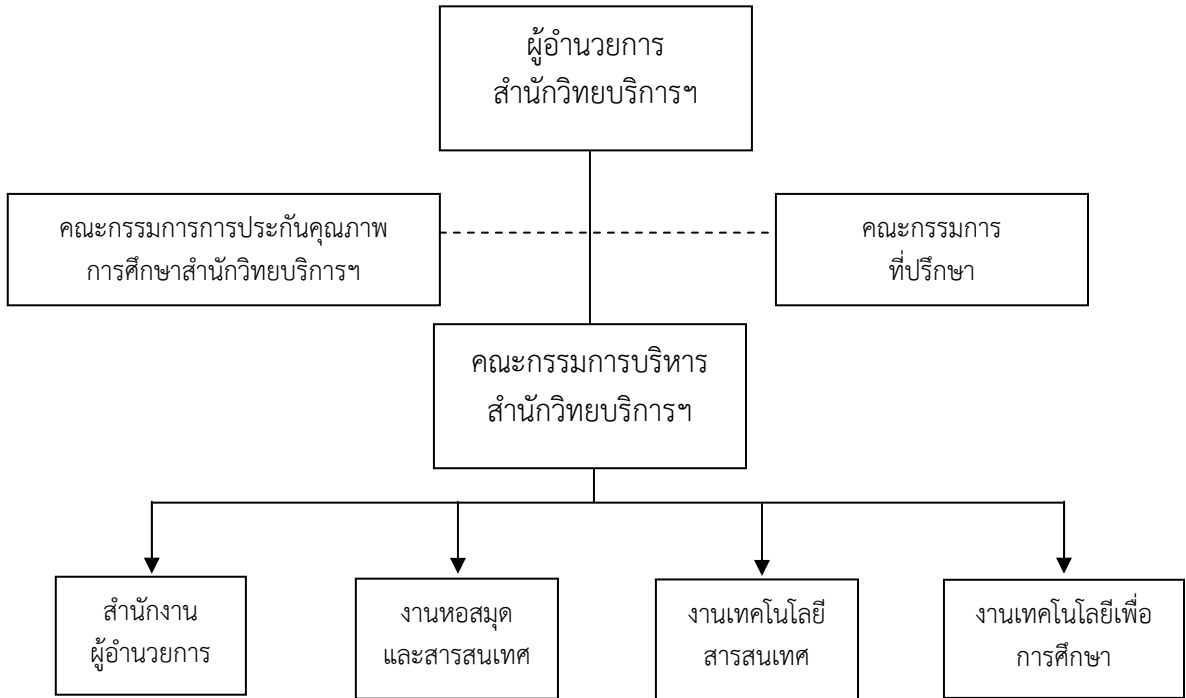 ผู้อำนวยการ
สำนักวิทยบริการฯ
คณะกรรมการการประกันคุณภาพ
การศึกษาสำนักวิทยบริการฯ
คณะกรรมการ
ที่ปรึกษา
คณะกรรมการบริหาร
สำนักวิทยบริการฯ
สำนักงาน
ผู้อำนวยการ
งานหอสมุด
และสารสนเทศ
งานเทคโนโลยี
สารสนเทศ
งานเทคโนโลยีเพื่อ
การศึกษา